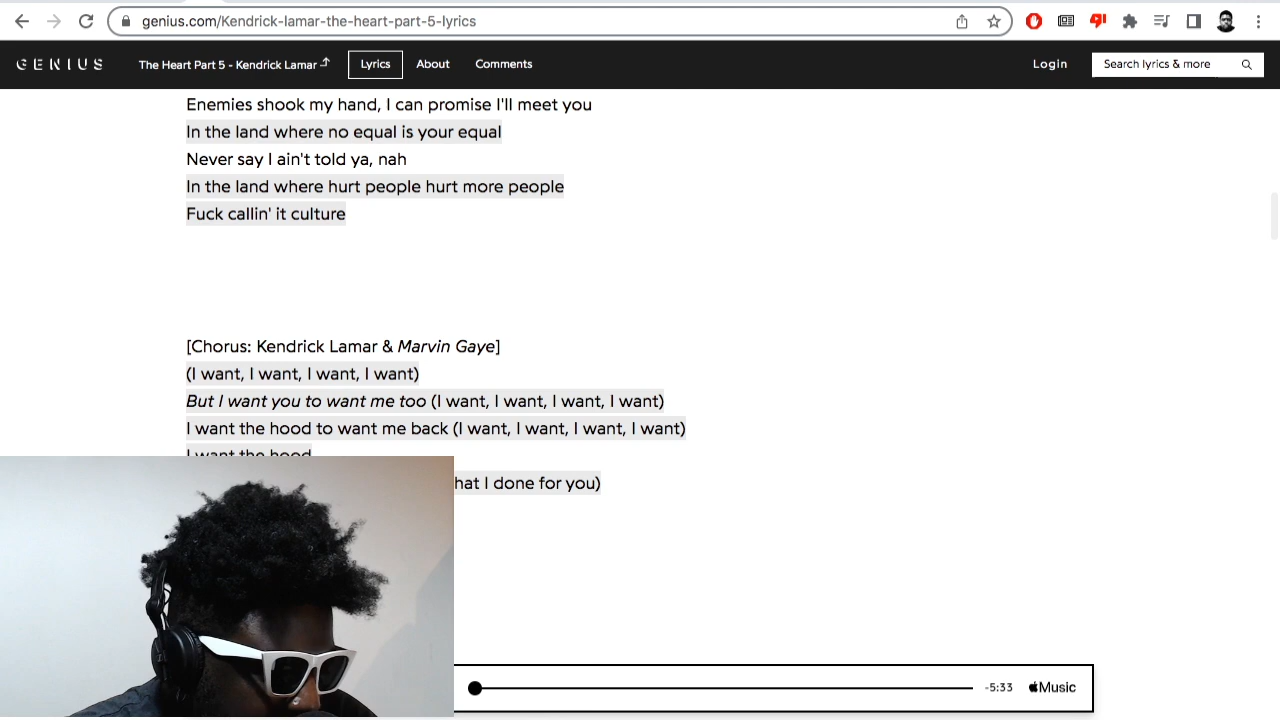 genius.com/Kendrick-lamar-the-heart-part-5-lyrics
GENIUS
The Heart Part 5 - Kendrick Lamar
Lyrics
About
Comments
Login
Search lyrics & more
Enemies shook my hand, I can promise I'll meet you
In the land where no equal is your equal
Never say I ain't told ya, nah
In the land where hurt people hurt more people
Fuck callin' it culture
[Chorus: Kendrick Lamar & Marvin Gaye]
(I want, I want, I want, I want)
But I want you to want me too (I want, I want, I want, I want)
I want the hood to want me back (I want, I want, I want, I want)
I want the hood
hat I done for you)
-5:33
Music